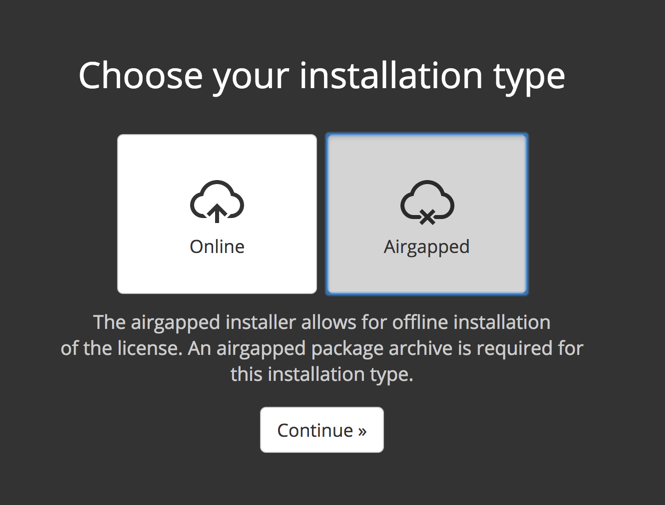 Choose your installation type
Online
Airgapped
The airgapped installer allows for offline installation
of the license. An airgapped package archive is required for
this installation type.
Continue »